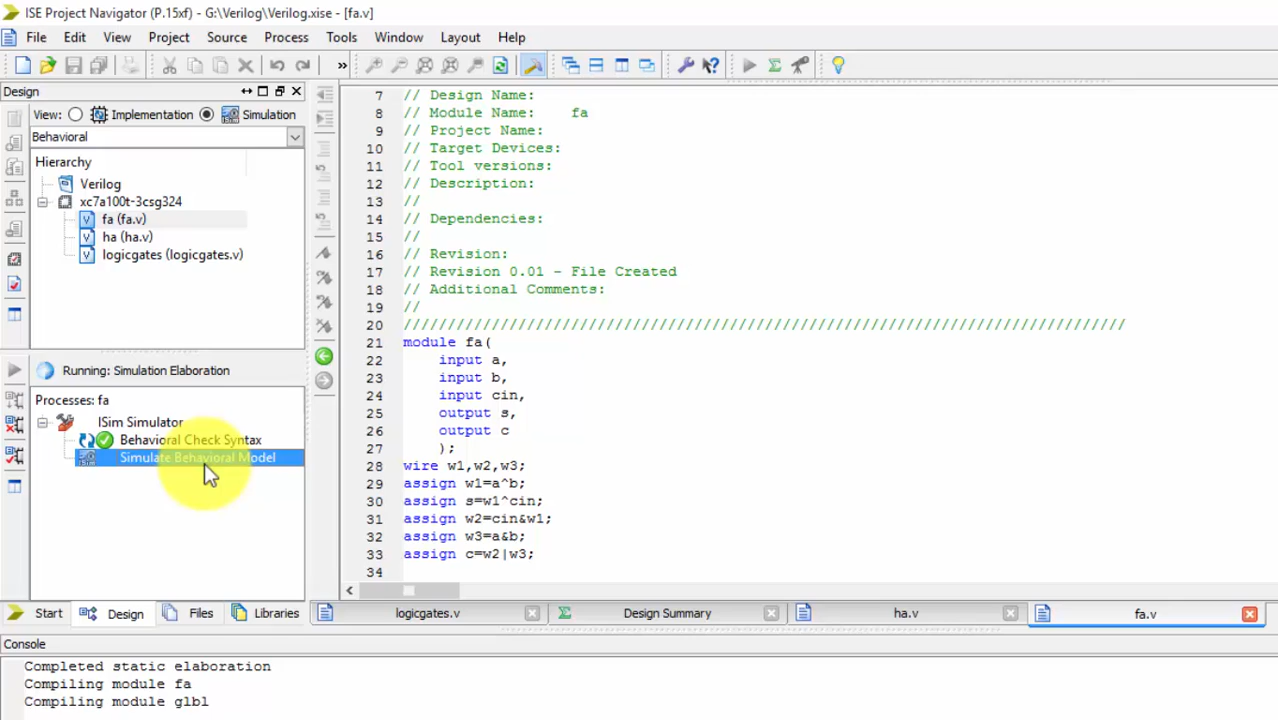 ISE Project Navigator (P.15xf) - G:\Verilog\Verilog.xise - [fa.v]
File Edit View Project Source Process Tools Window Layout Help
»
Design
View: Implementation Simulation
Behavioral
Hierarchy
Verilog
xc7a100t-3csg324
fa (fa.v)
ha (ha.v)
logicgates (logicgates.v)
Running: Simulation Elaboration
Processes: fa
ISim Simulator
Behavioral Check Syntax
Simulate Behavioral Model
Start Design Files Libraries
7 // Design Name:
8 // Module Name: fa
9 // Project Name:
10 // Target Devices:
11 // Tool versions:
12 // Description:
13 //
14 // Dependencies:
15 //
16 // Revision:
17 // Revision 0.01 - File Created
18 // Additional Comments:
19 //
20 //////////////////////////////////////////////////////////////////////////////////
21 module fa(
22 input a,
23 input b,
24 input cin,
25 output s,
26 output c
27 );
28 wire w1,w2,w3;
29 assign w1=a^b;
30 assign s=w1^cin;
31 assign w2=cin&w1;
32 assign w3=a&b;
33 assign c=w2|w3;
34
logicgates.v Design Summary ha.v fa.v
Console
Completed static elaboration
Compiling module fa
Compiling module glbl